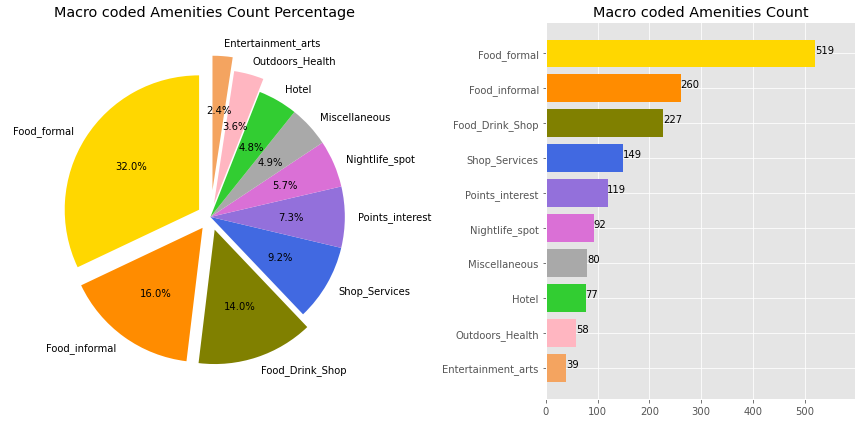 Macro coded Amenities Count Percentage
Entertainment_arts
Outdoors_Health
Hotel
Miscellaneous
Nightlife_spot
Points_interest
Shop_Services
Food_Drink_Shop
Food_informal
Food_formal
2.4%
3.6%
4.8%
4.9%
5.7%
7.3%
9.2%
14.0%
16.0%
32.0%
Macro coded Amenities Count
Food_formal 519
Food_informal 260
Food_Drink_Shop 227
Shop_Services 149
Points_interest 119
Nightlife_spot 92
Miscellaneous 80
Hotel 77
Outdoors_Health 58
Entertainment_arts 39
0 100 200 300 400 500